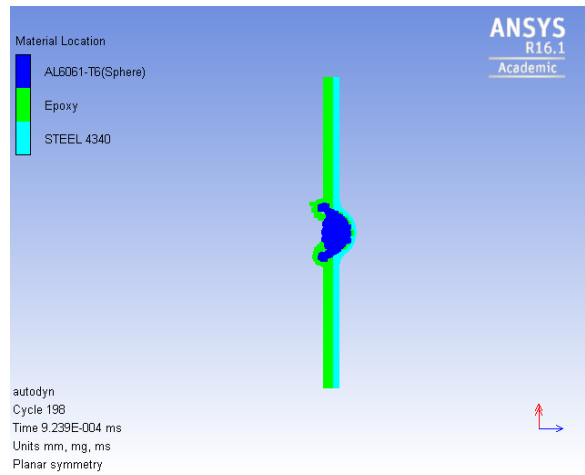 Material Location
AL6061-T6(Sphere)
Epoxy
STEEL 4340
ANSYS
R16.1
Academic
autodyn
Cycle 198
Time 9.239E-004 ms
Units mm, mg, ms
Planar symmetry